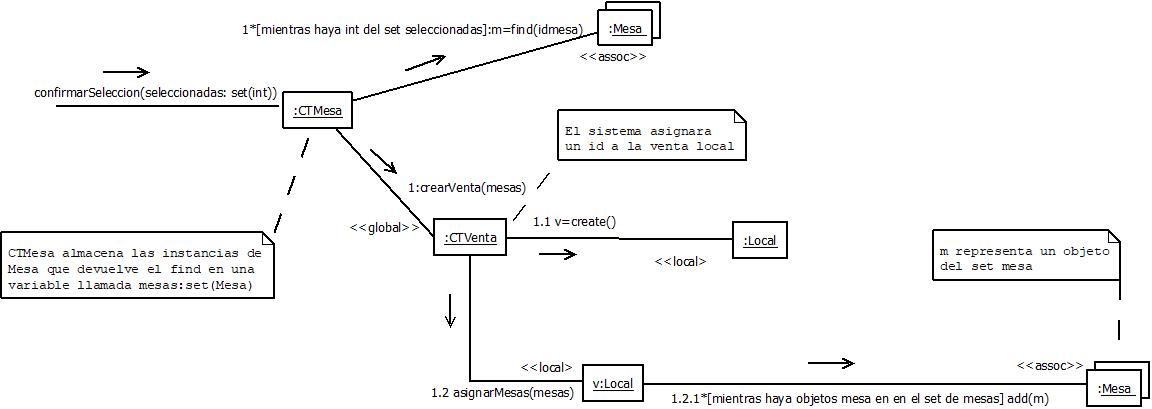 :Mesa
1*[mientras haya int del set seleccionadas]:m=find(idmesa)
<<assoc>>
confirmarSeleccion(seleccionadas: set(int))
:CTMesa
El sistema asignara
un id a la venta local
1:crearVenta(mesas)
<<global>>
1.1 v=create()
:CTVenta
:Local
<<local>>
CTMesa almacena las instancias de
Mesa que devuelve el find en una
variable llamada mesas:set(Mesa)
m representa un objeto
del set mesa
<<local>>
<<assoc>>
1.2 asignarMesas(mesas)
v:Local
:Mesa
1.2.1*[mientras haya objetos mesa en en el set de mesas] add(m)